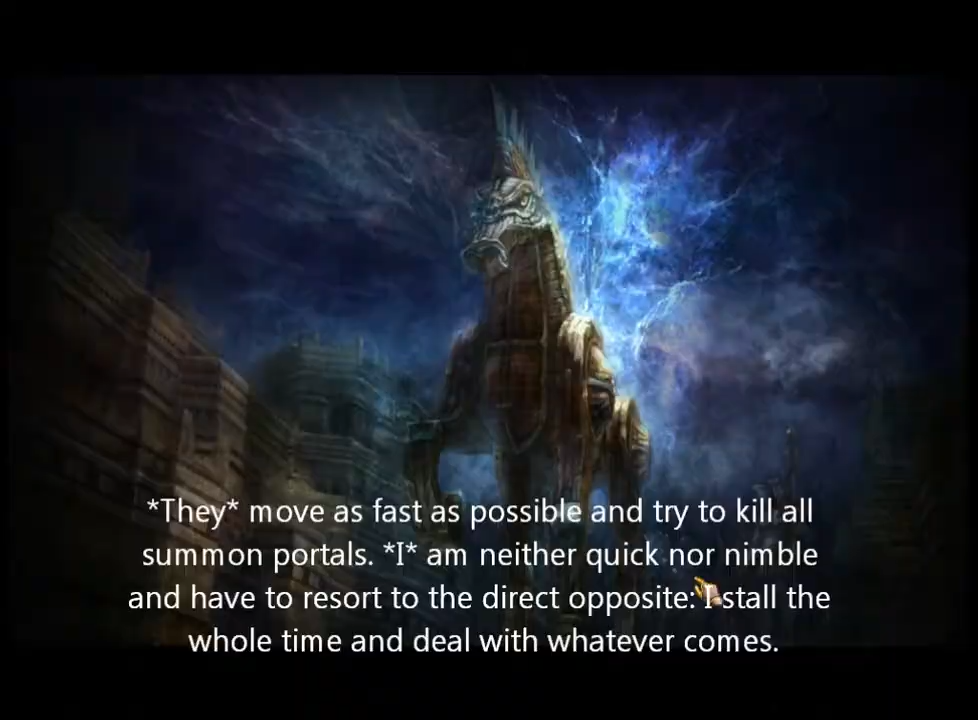 *They* move as fast as possible and try to kill all
summon portals. *I* am neither quick nor nimble
and have to resort to the direct opposite: I stall the
whole time and deal with whatever comes.